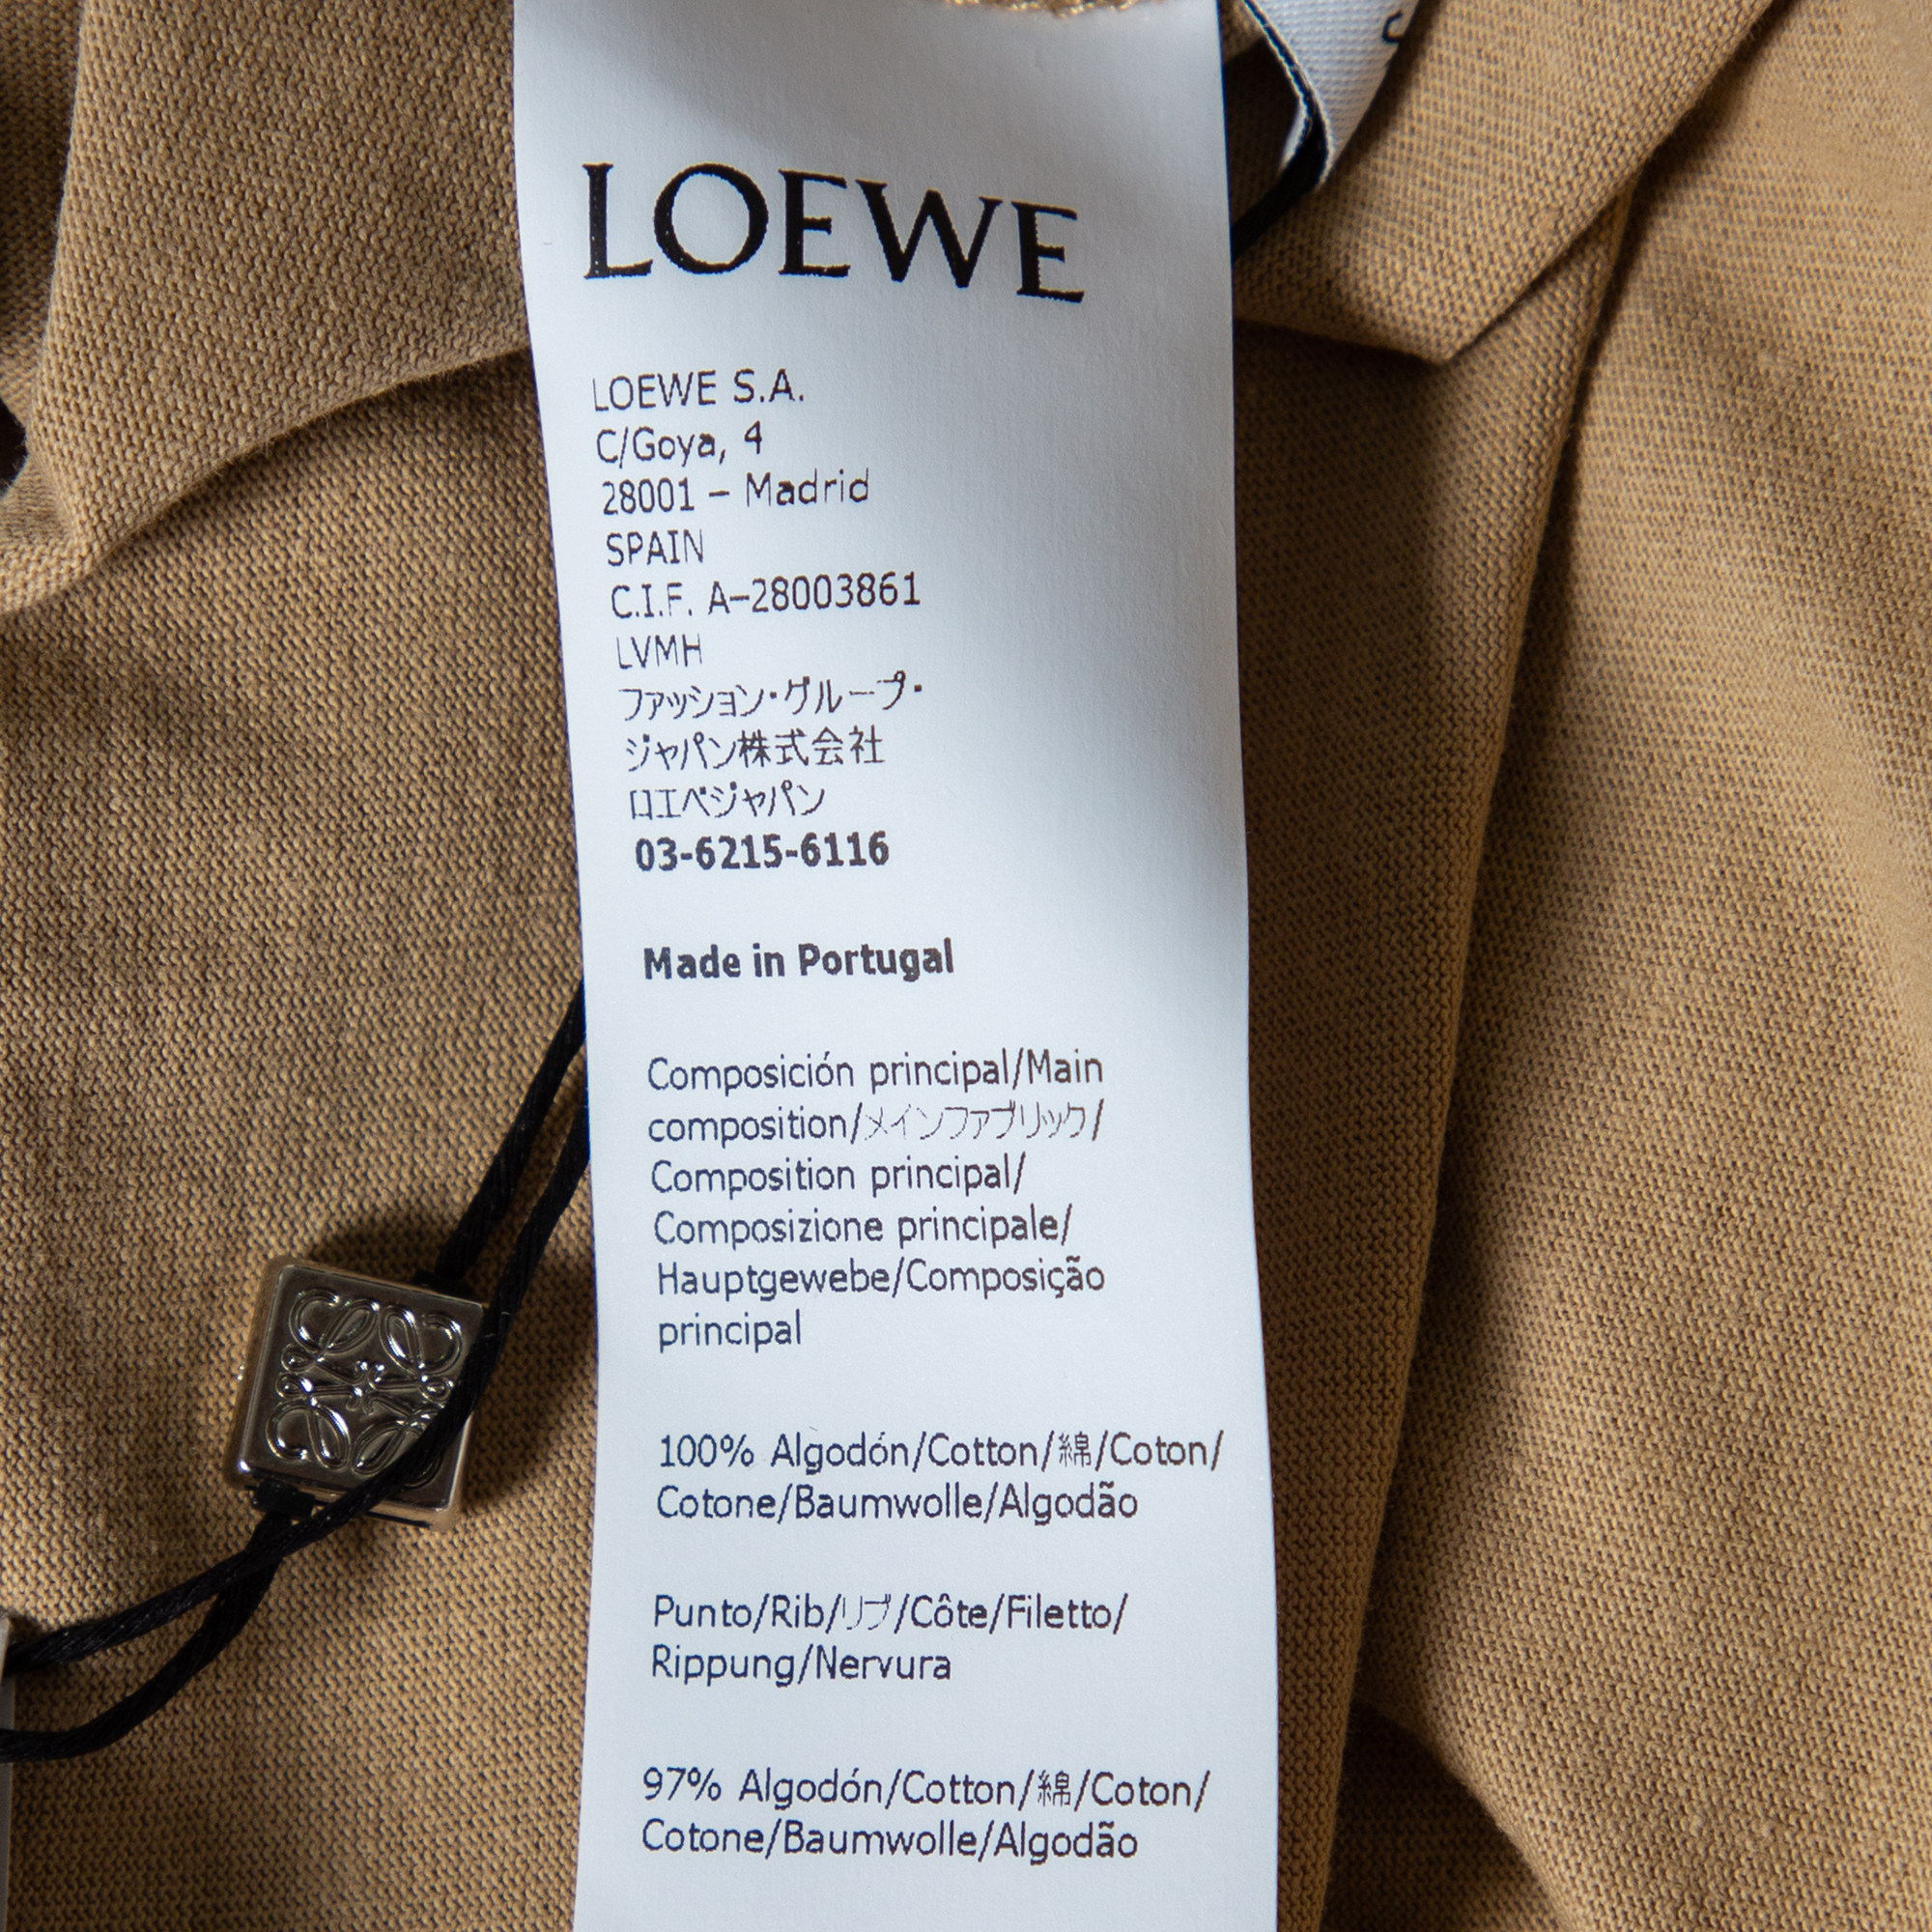 LOEWE
LOEWE S.A.
C/Goya, 4
28001 – Madrid
SPAIN
C.I.F. A–28003861
LVMH
ファッション・グループ・
ジャパン株式会社
ロエベジャパン
03-6215-6116
Made in Portugal
Composición principal/Main
composition/メインファブリック/
Composition principal/
Composizione principale/
Hauptgewebe/Composição
principal
100% Algodón/Cotton/綿/Coton/
Cotone/Baumwolle/Algodão
Punto/Rib/リブ/Côte/Filetto/
Rippung/Nervura
97% Algodón/Cotton/綿/Coton/
Cotone/Baumwolle/Algodão